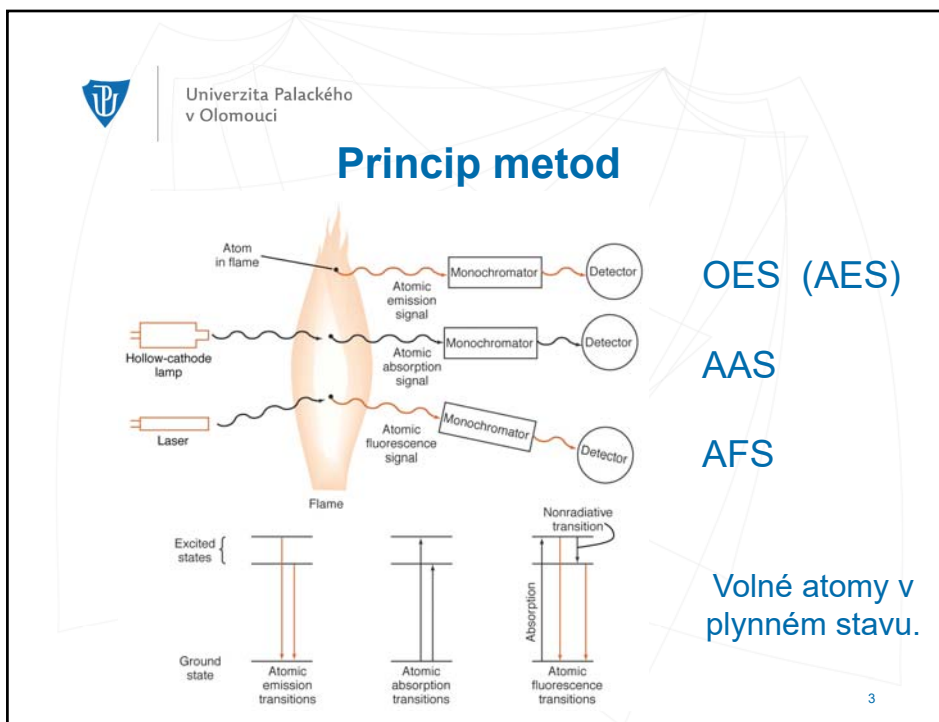 Univerzita Palackého
v Olomouci
Princip metod
Atom
in flame
Atomic
emission
signal
Monochromator
Detector
OES (AES)
Hollow-cathode
lamp
Atomic
absorption
signal
Monochromator
Detector
AAS
Laser
Atomic
fluorescence
signal
Monochromator
Detector
AFS
Flame
Excited
states
Nonradiative
transition
Absorption
Volné atomy v
plynném stavu.
Ground
state
Atomic
emission
transitions
Atomic
absorption
transitions
Atomic
fluorescence
transitions
3